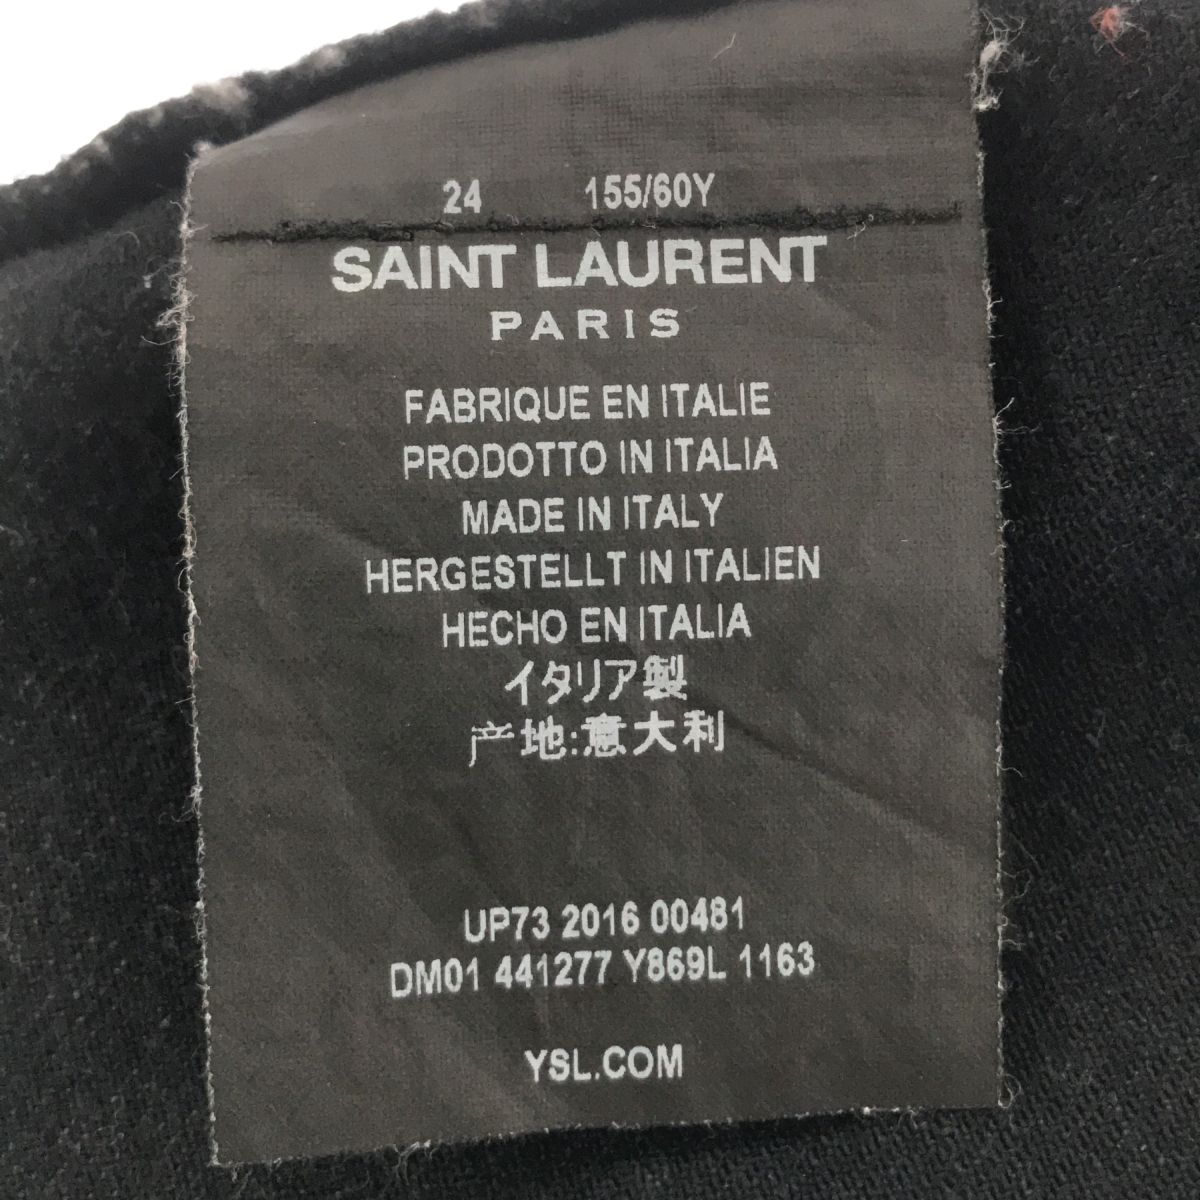 24 155/60Y
SAINT LAURENT
PARIS
FABRIQUE EN ITALIE
PRODOTTO IN ITALIA
MADE IN ITALY
HERGESTELLT IN ITALIEN
HECHO EN ITALIA
イタリア製
产地:意大利
UP73 2016 00481
DM01 441277 Y869L 1163
YSL.COM